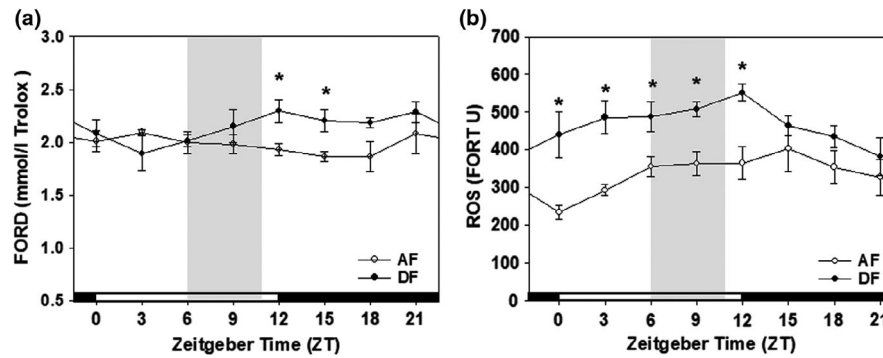 (a)
3.0
2.5
2.0
1.5
1.0
0.5
FORD (mmol/l Trolox )
* *
AF
DF
0 3 6 9 12 15 18 21
Zeitgeber Time (ZT)
(b)
700
600
500
400
300
200
100
0
ROS (FORT U)
* * * * *
AF
DF
0 3 6 9 12 15 18 21
Zeitgeber Time (ZT)